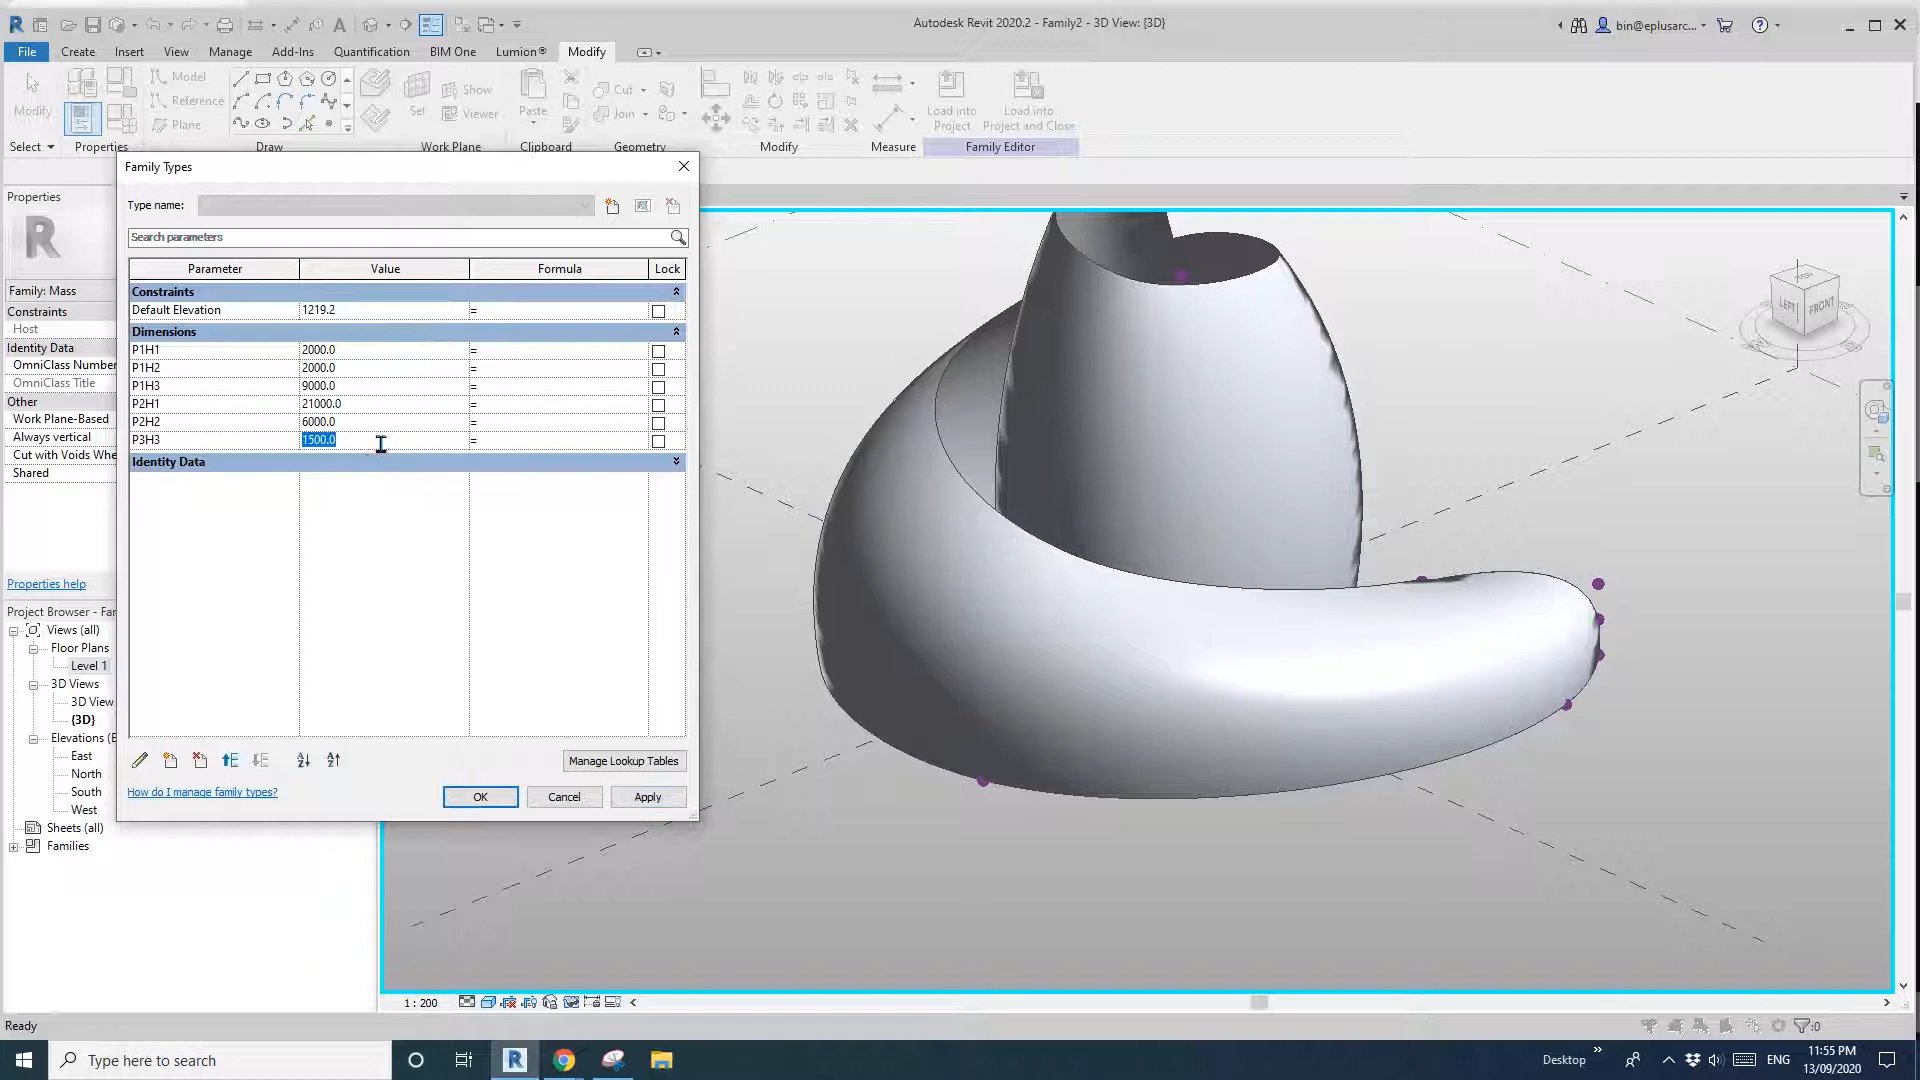 Autodesk Revit 2020.2 - Family2 - 3D View: {3D}
bin@eplusarc...
File Create Insert View Manage Add-Ins Quantification BIM One Lumion® Modify
Modify
Model
Reference
Plane
Set
Show
Viewer
Paste
Cut
Join
Load into
Project
Load into
Project and Close
Select Properties Draw Work Plane Clipboard Geometry Modify Measure Family Editor
Properties
Family: Mass
Constraints
Host
Identity Data
OmniClass Number
OmniClass Title
Other
Work Plane-Based
Always vertical
Cut with Voids Whe
Shared
Properties help
Project Browser - Far
Views (all)
Floor Plans
Level 1
3D Views
3D View
{3D}
Elevations (E
East
North
South
West
Sheets (all)
Families
Family Types
Type name:
Search parameters
Parameter Value Formula Lock
Constraints
Default Elevation 1219.2 =
Dimensions
P1H1 2000.0 =
P1H2 2000.0 =
P1H3 9000.0 =
P2H1 21000.0 =
P2H2 6000.0 =
P3H3 1500.0 =
Identity Data
Manage Lookup Tables
How do I manage family types?
OK Cancel Apply
TOP
LEFT FRONT
1 : 200
Ready
:0
Type here to search
Desktop
ENG
11:55 PM
13/09/2020